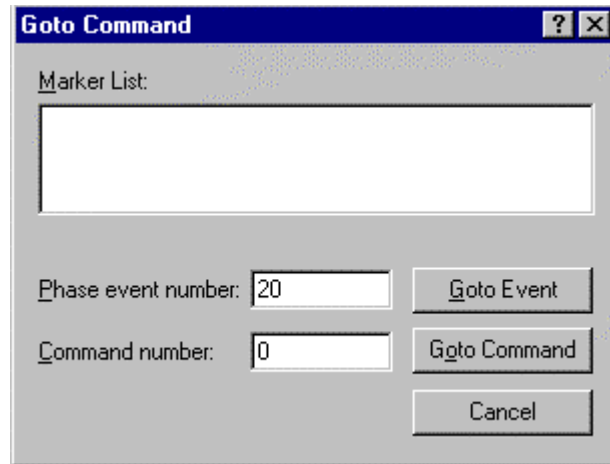 Goto Command
Marker List:
Phase event number: 20 Goto Event
Command number: 0 Goto Command
Cancel